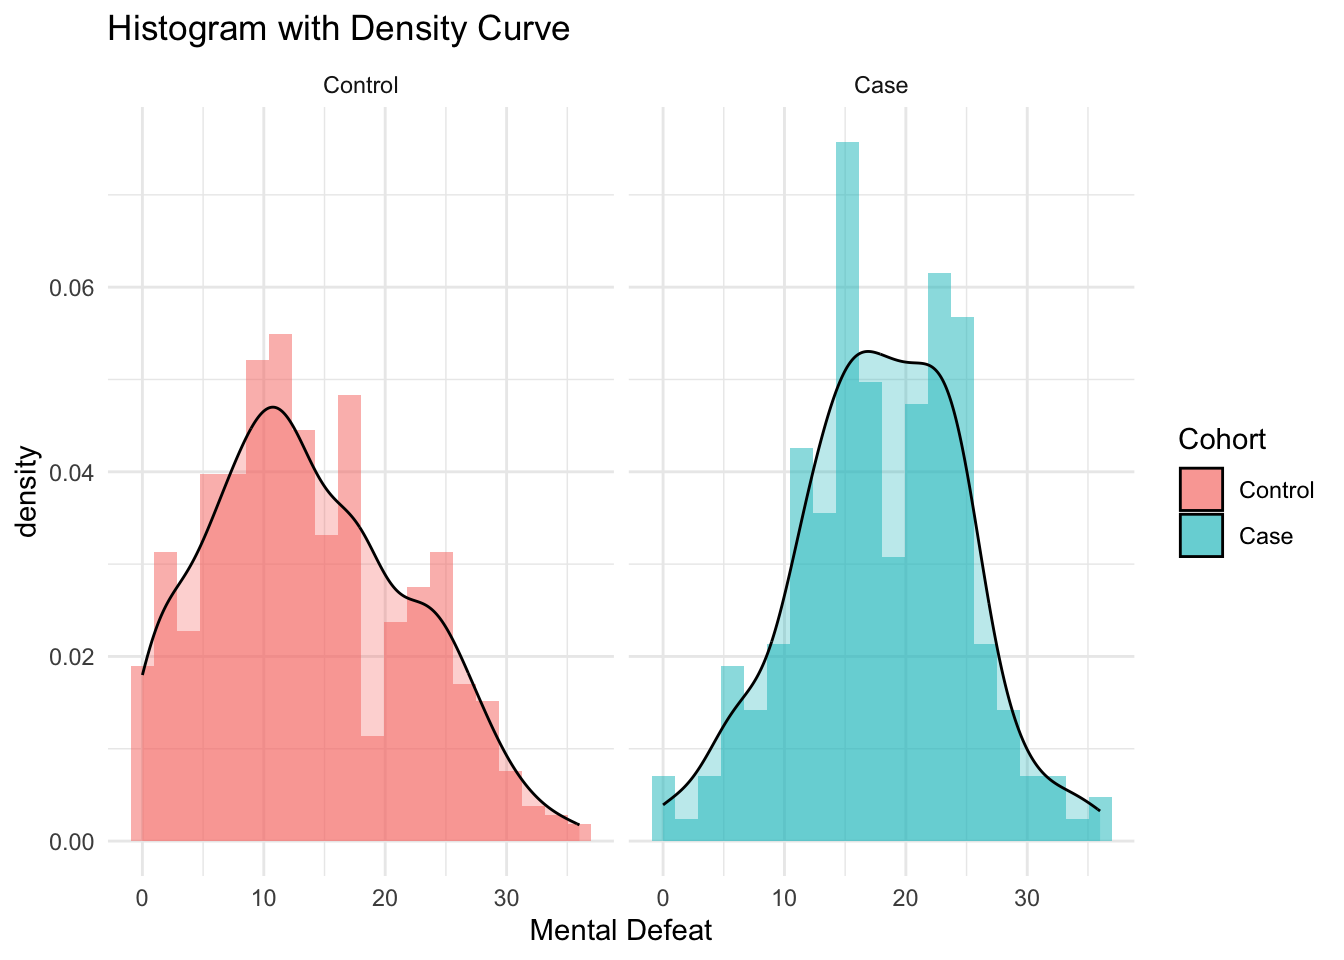 Histogram with Density Curve
Control
Case
0.06
0.04
0.02
0.00
density
0 10 20 30
0 10 20 30
Mental Defeat
Cohort
Control
Case